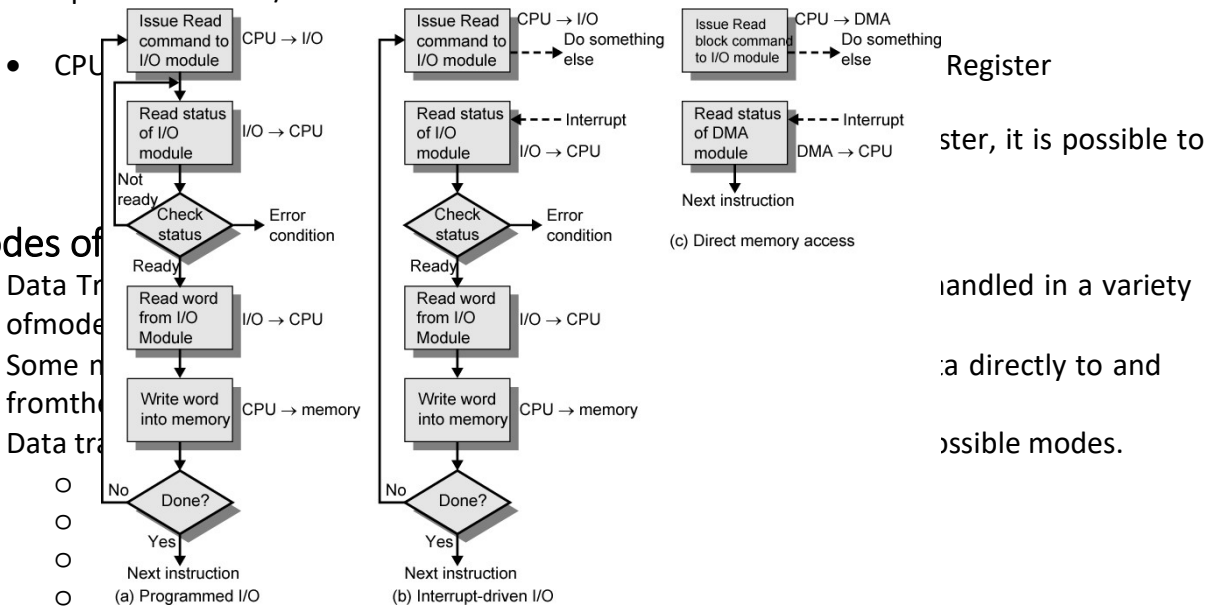 Issue Read
command to
I/O module
CPU → I/O
Read status
of I/O
module
I/O → CPU
Not
ready
Check
status
Error
condition
Ready
Read word
from I/O
Module
I/O → CPU
Write word
into memory
CPU → memory
No
Done?
Yes
Next instruction
(a) Programmed I/O
Issue Read
command to
I/O module
CPU → I/O
Do something
else
Read status
of I/O
module
Interrupt
I/O → CPU
Check
status
Error
condition
Ready
Read word
from I/O
Module
I/O → CPU
Write word
into memory
CPU → memory
No
Done?
Yes
Next instruction
(b) Interrupt-driven I/O
Issue Read
block command
to I/O module
CPU → DMA
Do something
else
Read status
of DMA
module
Interrupt
DMA → CPU
Next instruction
(c) Direct memory access
• CPU Register
ster, it is possible to
des of
Data Tr handled in a variety
ofmode
Some m ta directly to and
fromthe
Data tra ossible modes.
o
o
o
o